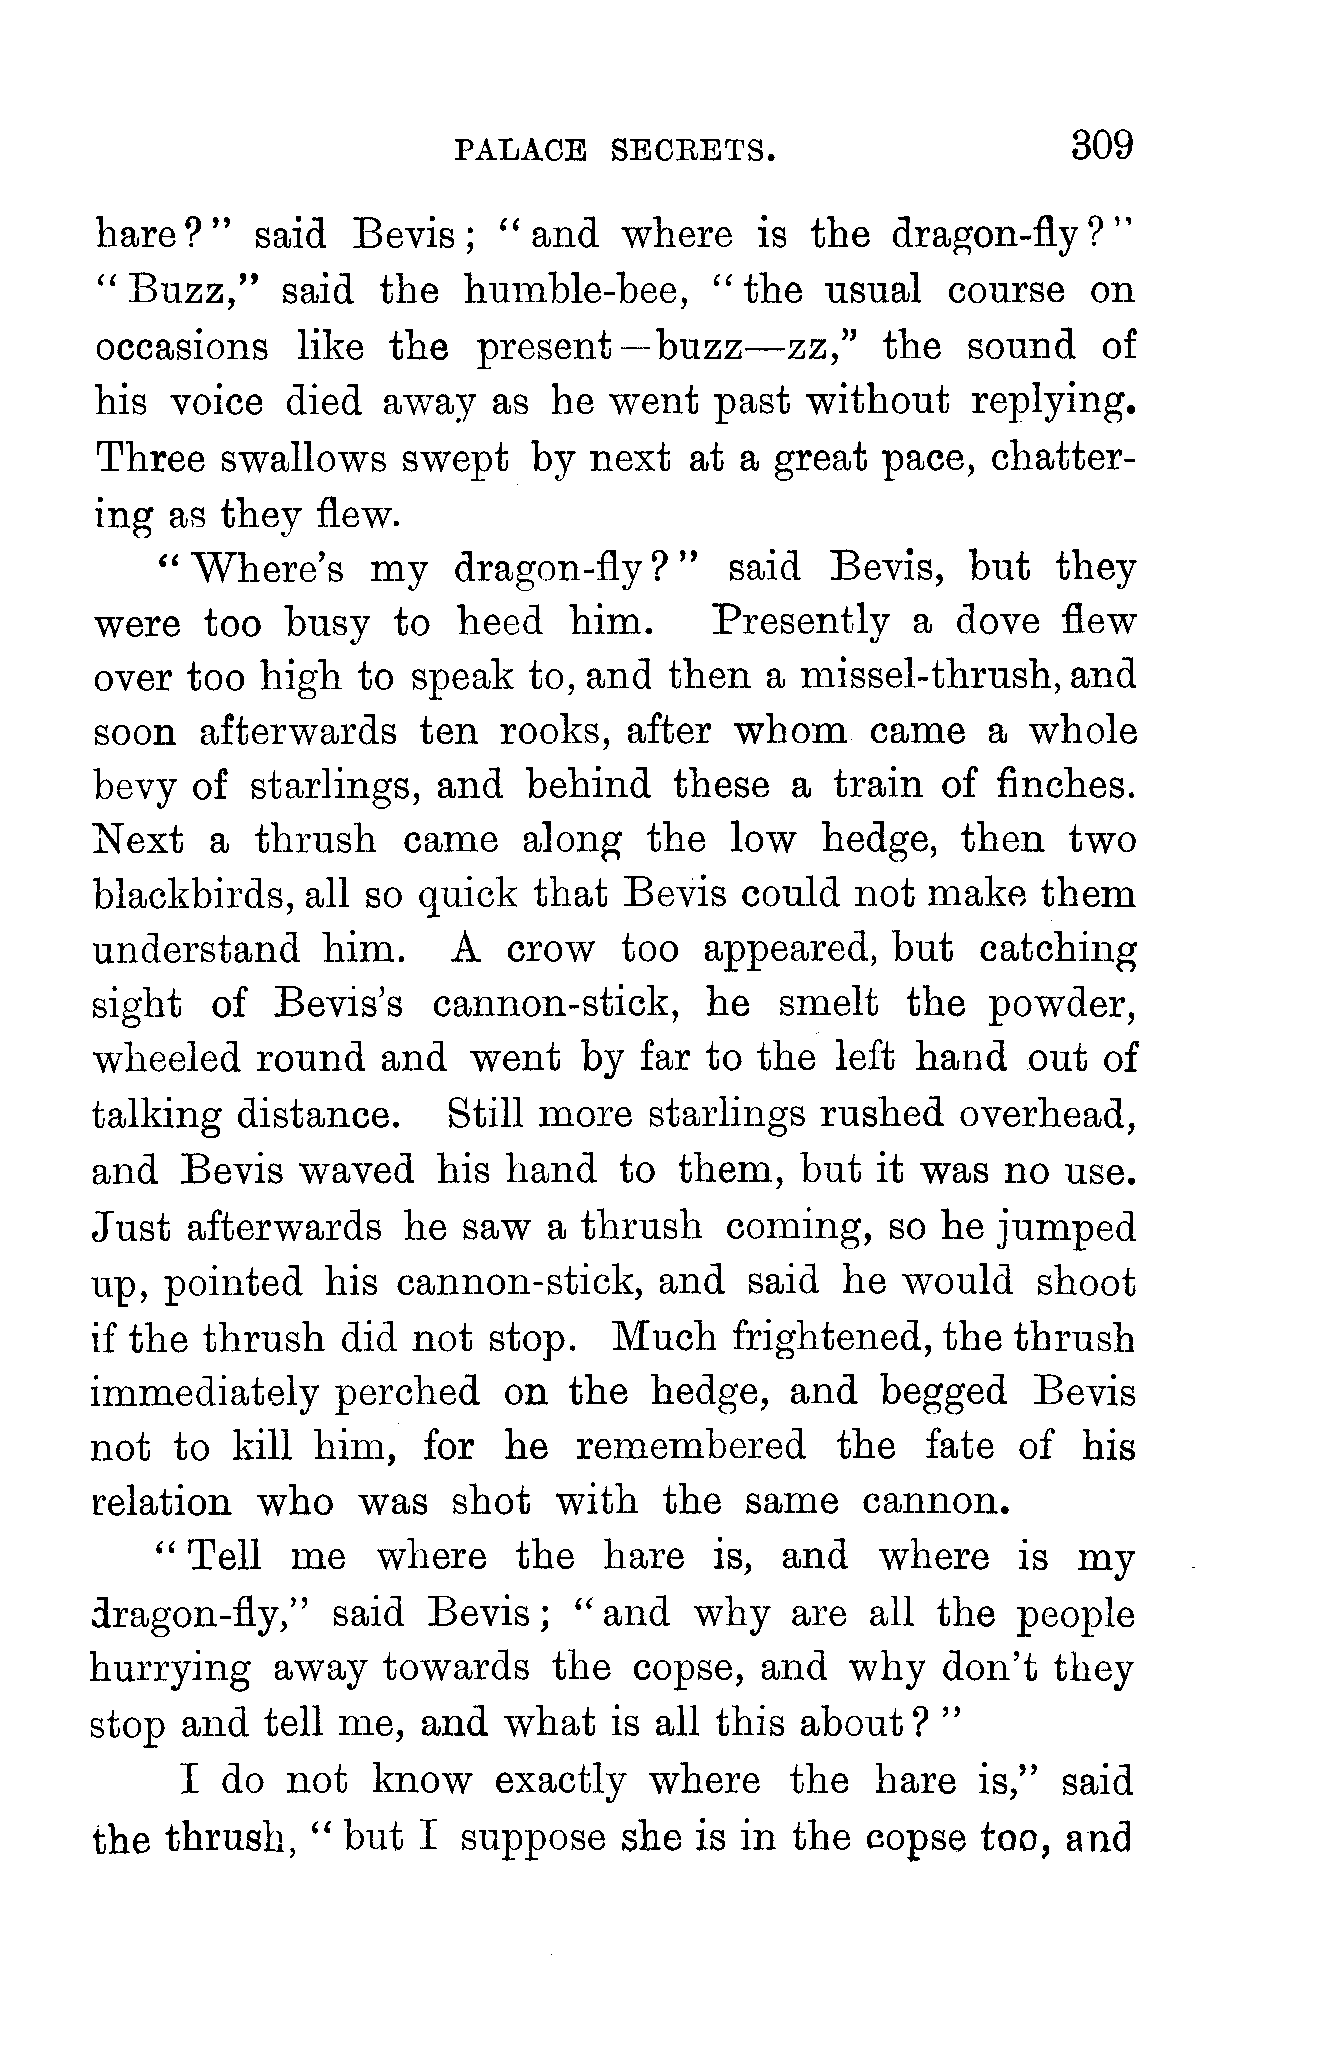 PALACE SECRETS. 309
hare?" said Bevis; "and where is the dragon-fly?"
"Buzz," said the humble-bee, "the usual course on
occasions like the present—buzz—zz," the sound of
his voice died away as he went past without replying.
Three swallows swept by next at a great pace, chatter-
ing as they flew.
"Where's my dragon-fly?" said Bevis, but they
were too busy to heed him. Presently a dove flew
over too high to speak to, and then a missel-thrush, and
soon afterwards ten rooks, after whom came a whole
bevy of starlings, and behind these a train of finches.
Next a thrush came along the low hedge, then two
blackbirds, all so quick that Bevis could not make them
understand him. A crow too appeared, but catching
sight of Bevis's cannon-stick, he smelt the powder,
wheeled round and went by far to the left hand out of
talking distance. Still more starlings rushed overhead,
and Bevis waved his hand to them, but it was no use.
Just afterwards he saw a thrush coming, so he jumped
up, pointed his cannon-stick, and said he would shoot
if the thrush did not stop. Much frightened, the thrush
immediately perched on the hedge, and begged Bevis
not to kill him, for he remembered the fate of his
relation who was shot with the same cannon.
"Tell me where the hare is, and where is my
dragon-fly," said Bevis; "and why are all the people
hurrying away towards the copse, and why don't they
stop and tell me, and what is all this about?"
I do not know exactly where the hare is," said
the thrush, "but I suppose she is in the copse too, and